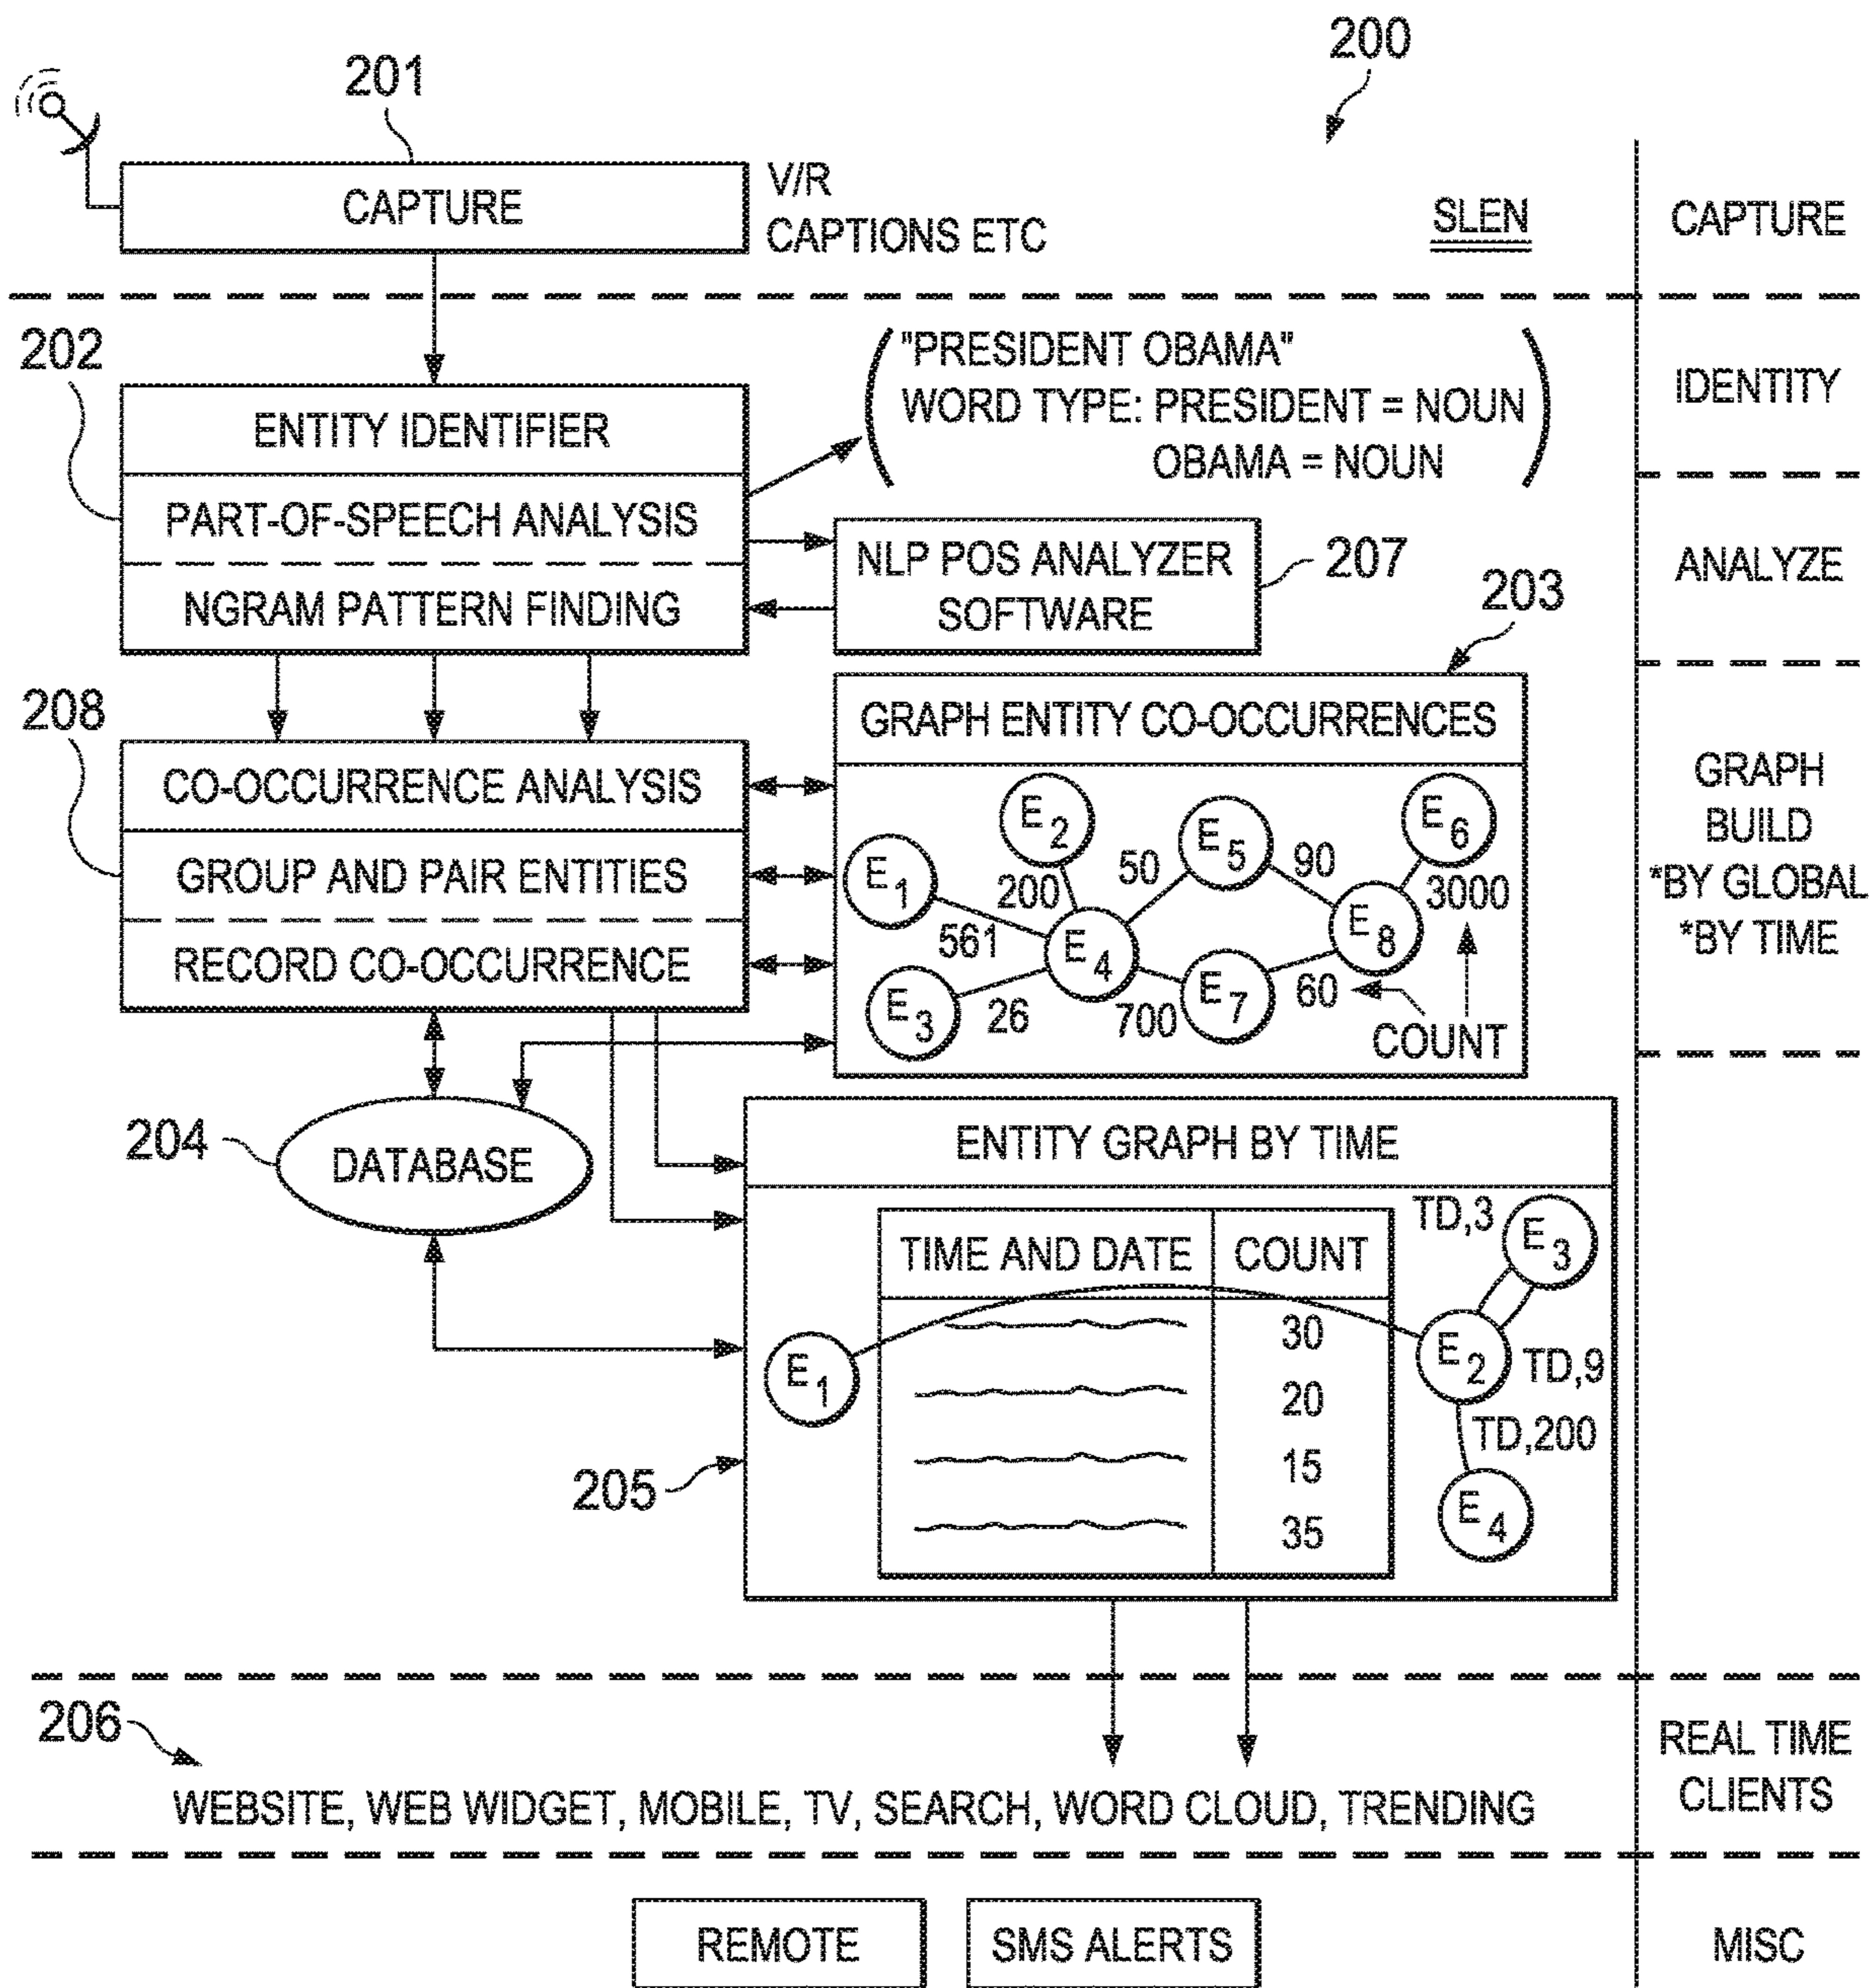 200
201
CAPTURE
V/R
CAPTIONS ETC
SLEN
CAPTURE
202
ENTITY IDENTIFIER
PART-OF-SPEECH ANALYSIS
NGRAM PATTERN FINDING
"PRESIDENT OBAMA"
WORD TYPE: PRESIDENT = NOUN
OBAMA = NOUN
IDENTITY
NLP POS ANALYZER
SOFTWARE
207
ANALYZE
203
208
CO-OCCURRENCE ANALYSIS
GROUP AND PAIR ENTITIES
RECORD CO-OCCURRENCE
GRAPH ENTITY CO-OCCURRENCES
E2
E5
E6
50
90
E1
200
3000
561
E4
E8
E3
26
700
E7
60
COUNT
GRAPH
BUILD
*BY GLOBAL
*BY TIME
204
DATABASE
ENTITY GRAPH BY TIME
TIME AND DATE
COUNT
30
20
15
35
E1
TD,3
E3
E2
TD,9
TD,200
E4
205
206
WEBSITE, WEB WIDGET, MOBILE, TV, SEARCH, WORD CLOUD, TRENDING
REAL TIME
CLIENTS
REMOTE
SMS ALERTS
MISC